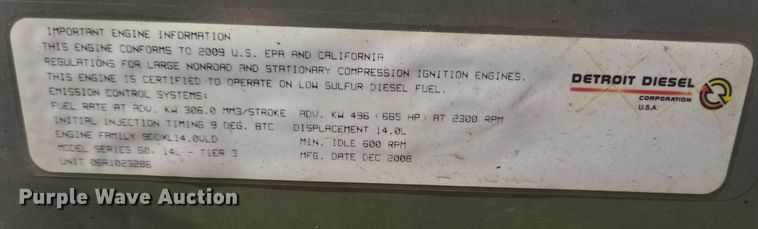 IMPORTANT ENGINE INFORMATION
THIS ENGINE CONFORMS TO 2009 U.S. EPA AND CALIFORNIA
REGULATIONS FOR LARGE NONROAD AND STATIONARY COMPRESSION IGNITION ENGINES.
THIS ENGINE IS CERTIFIED TO OPERATE ON LOW SULFUR DIESEL FUEL.
EMISSION CONTROL SYSTEMS:
FUEL RATE AT ADV. KW 306.0 MM3/STROKE ADV. KW 496 (665 HP) AT 2300 RPM
INITIAL INJECTION TIMING 9 DEG. BTC DISPLACEMENT 14.0L
ENGINE FAMILY 9DDXL14.0VLD MIN. IDLE 600 RPM
MODEL SERIES 60, 14L - TIER 3 MFG. DATE DEC 2008
UNIT 06R1023286
DETROIT DIESEL
CORPORATION
U.S.A.
Purple Wave Auction